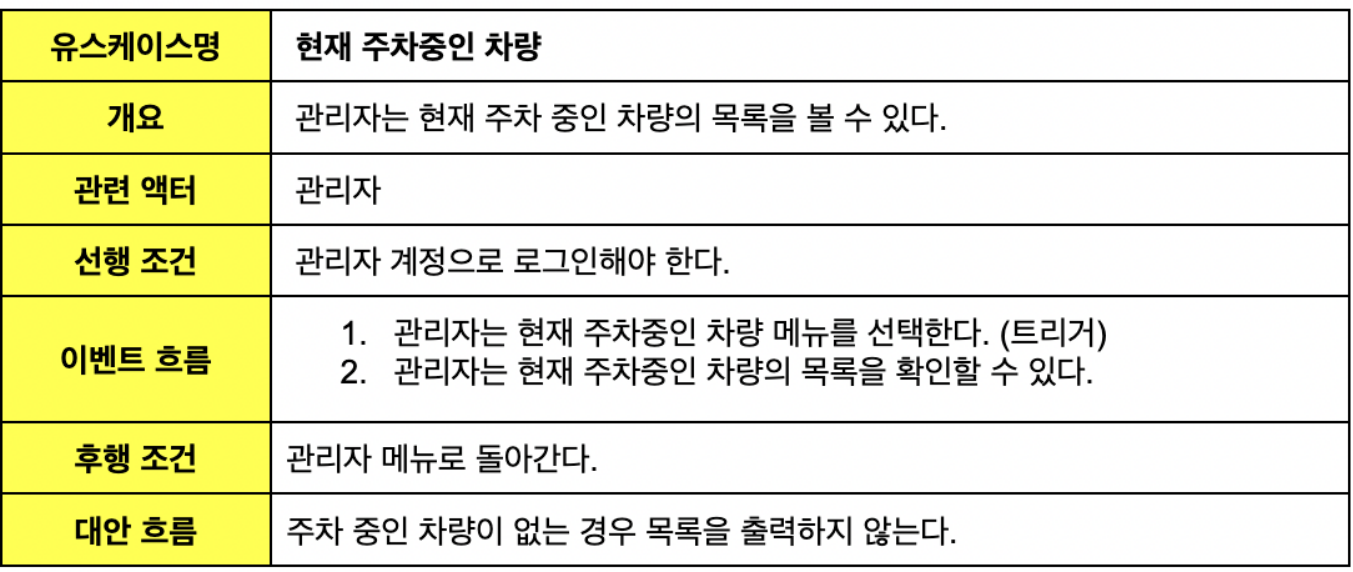 유스케이스명 현재 주차중인 차량
개요 관리자는 현재 주차 중인 차량의 목록을 볼 수 있다.
관련 액터 관리자
선행 조건 관리자 계정으로 로그인해야 한다.
이벤트 흐름
1. 관리자는 현재 주차중인 차량 메뉴를 선택한다. (트리거)
2. 관리자는 현재 주차중인 차량의 목록을 확인할 수 있다.
후행 조건 관리자 메뉴로 돌아간다.
대안 흐름 주차 중인 차량이 없는 경우 목록을 출력하지 않는다.